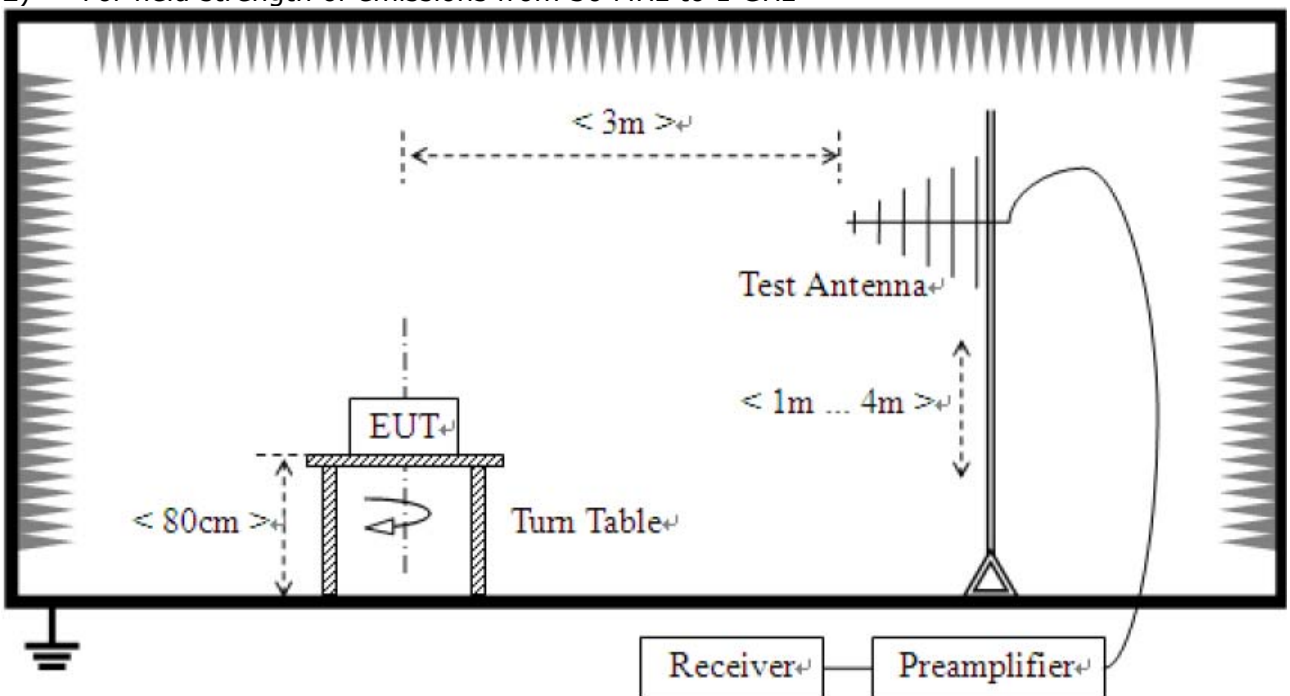 2) For field strength of emissions from 30 MHz to 1 GHz
< 3m >
Test Antenna
< 1m ... 4m >
EUT
< 80cm >
Turn Table
Receiver
Preamplifier